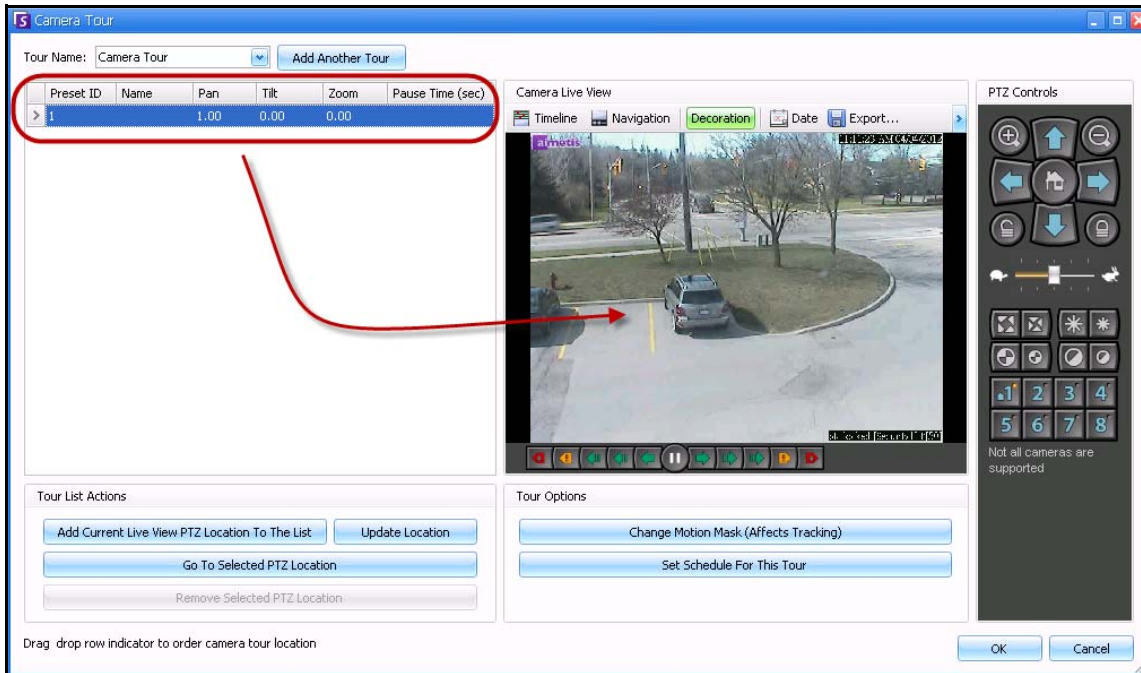 Camera Tour
Tour Name: Camera Tour Add Another Tour
Preset ID Name Pan Tilt Zoom Pause Time (sec)
1 1.00 0.00 0.00
Camera Live View
Timeline Navigation Decoration Date Export...
aimetis
AM 04/04/2012
PTZ Controls
1 2 3 4
5 6 7 8
Not all cameras are
supported
Tour List Actions
Add Current Live View PTZ Location To The List Update Location
Go To Selected PTZ Location
Remove Selected PTZ Location
Tour Options
Change Motion Mask (Affects Tracking)
Set Schedule For This Tour
Drag drop row indicator to order camera tour location
OK Cancel